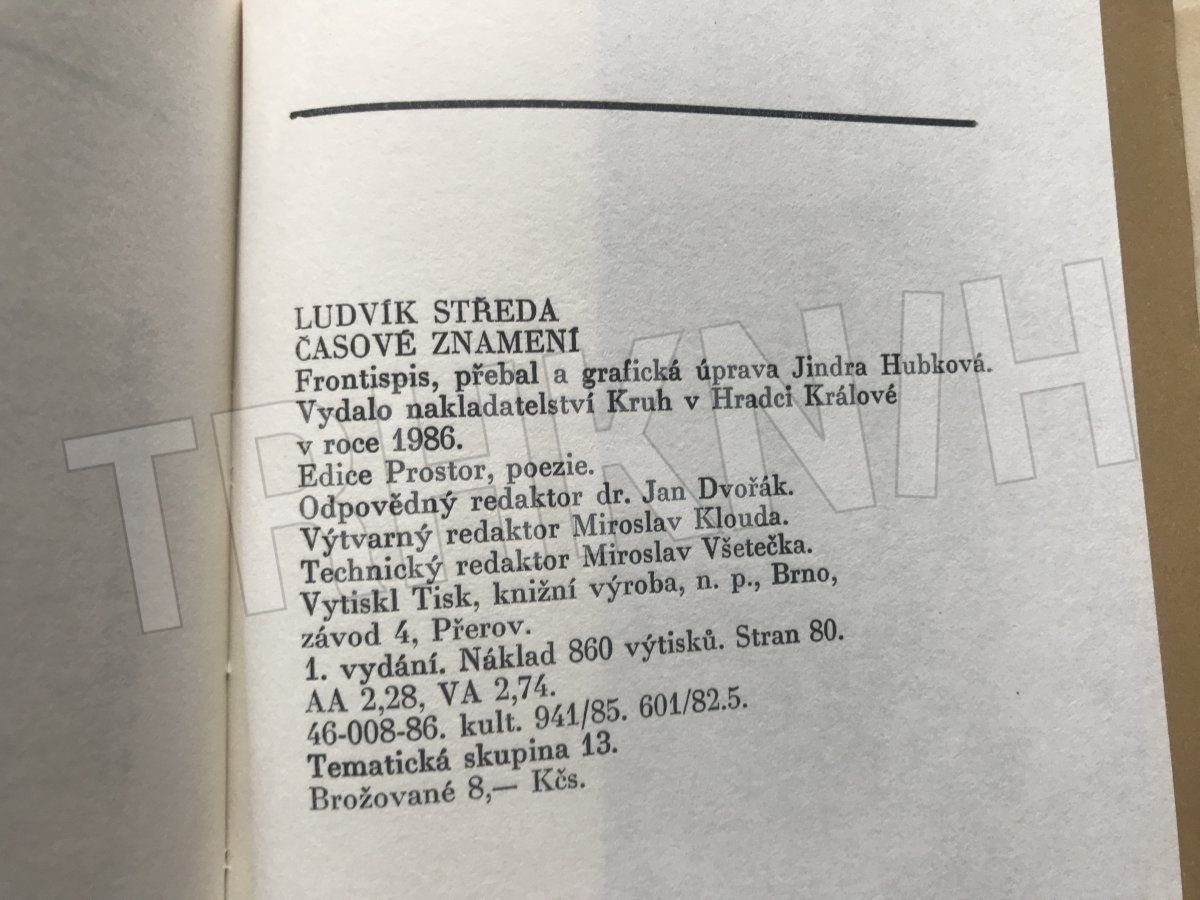 LUDVÍK STŘEDA
ČASOVÉ ZNAMENÍ
Frontispis, přebal a grafická úprava Jindra Hubková.
Vydalo nakladatelství Kruh v Hradci Králové
v roce 1986.
Edice Prostor, poezie.
Odpovědný redaktor dr. Jan Dvořák.
Výtvarný redaktor Miroslav Klouda.
Technický redaktor Miroslav Všetečka.
Vytiskl Tisk, knižní výroba, n. p., Brno,
závod 4, Přerov.
1. vydání. Náklad 860 výtisků. Stran 80.
AA 2,28, VA 2,74.
46-008-86. kult. 941/85. 601/82.5.
Tematická skupina 13.
Brožované 8,— Kčs.
TRHKNIH